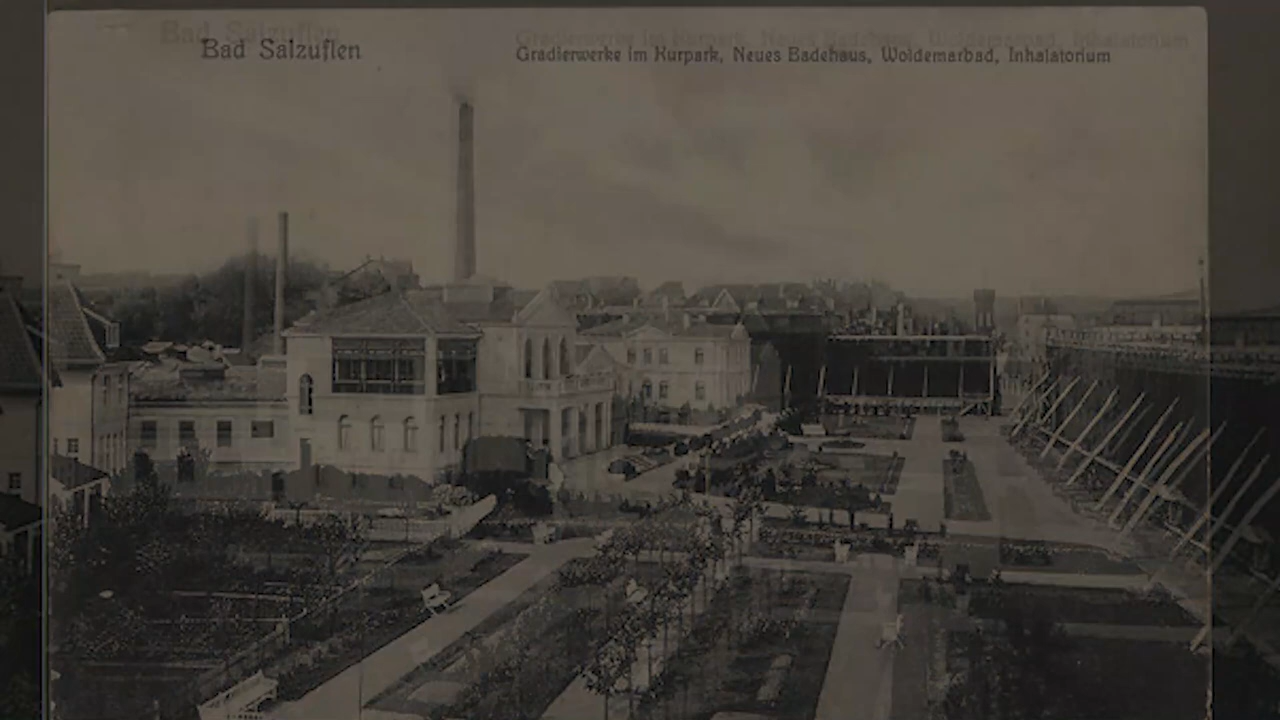 Bad Salzuflen
Gradierwerke im Kurpark, Neues Badehaus, Woldemarbad, Inhalatorium